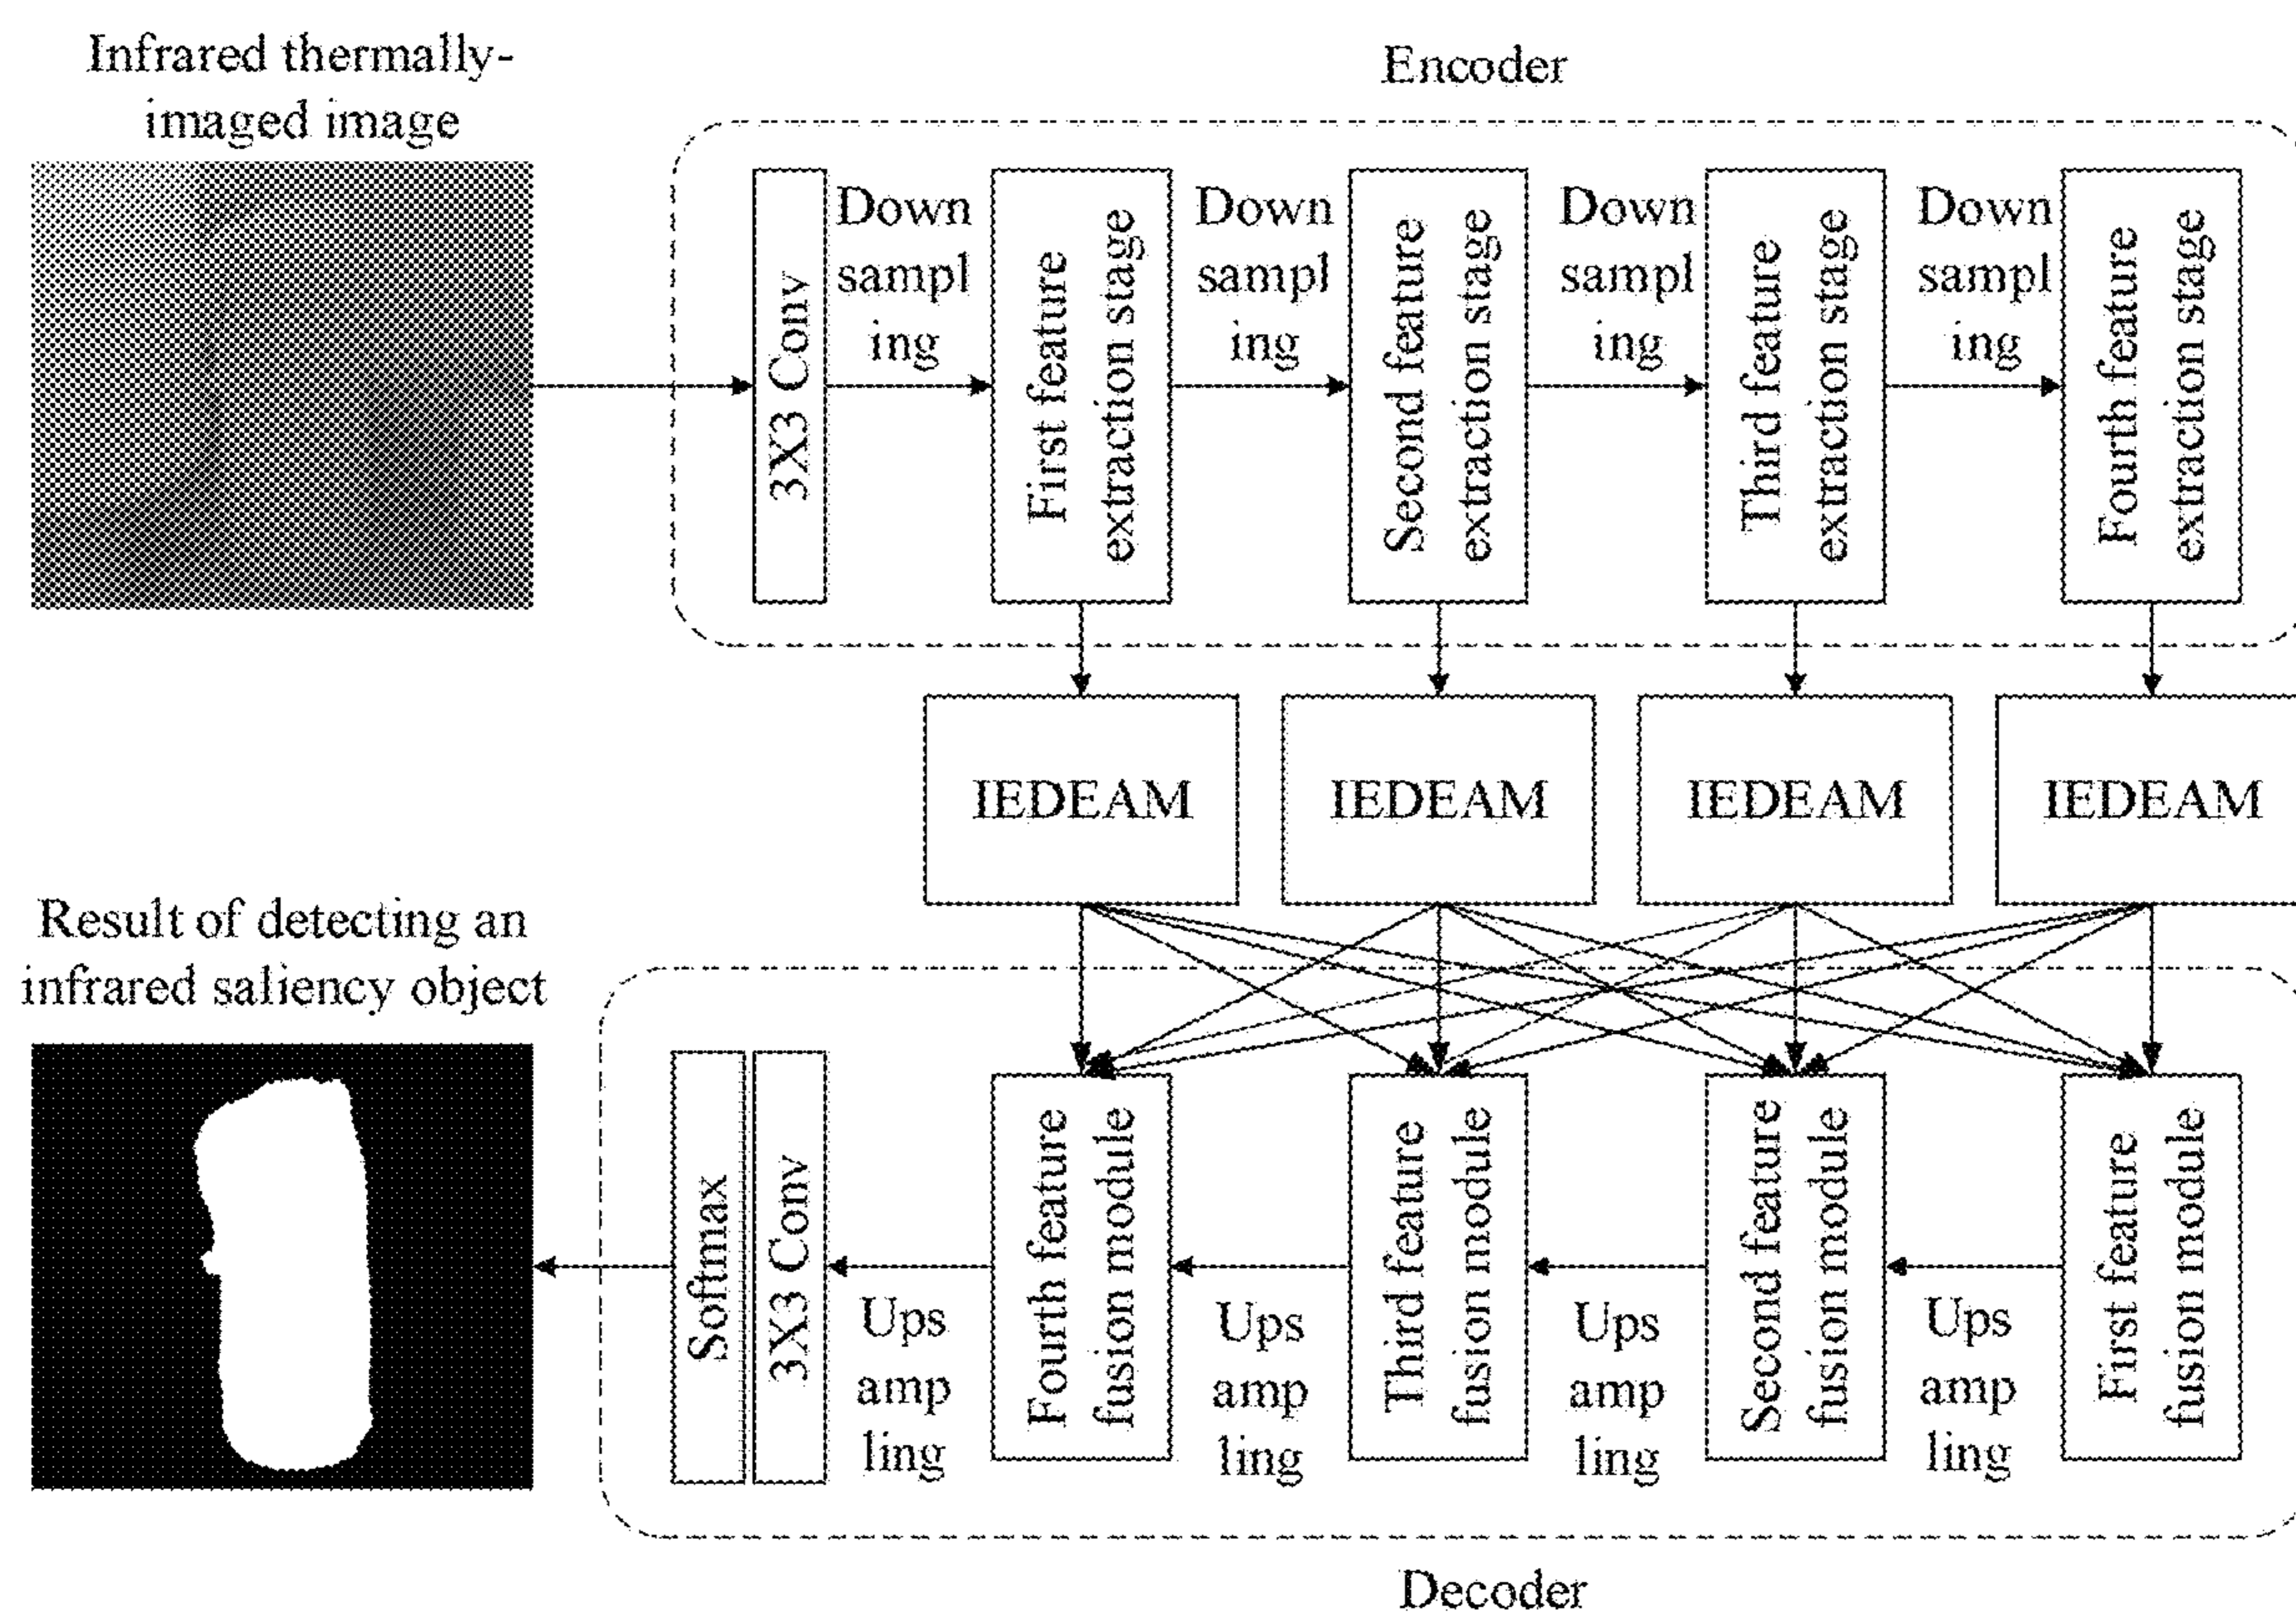 Infrared thermally-
imaged image
Encoder
3X3 Conv
Down
sampl
ing
First feature
extraction stage
Down
sampl
ing
Second feature
extraction stage
Down
sampl
ing
Third feature
extraction stage
Down
sampl
ing
Fourth feature
extraction stage
IEDEAM
IEDEAM
IEDEAM
IEDEAM
Result of detecting an
infrared saliency object
Softmax
3X3 Conv
Ups
amp
ling
Fourth feature
fusion module
Ups
amp
ling
Third feature
fusion module
Ups
amp
ling
Second feature
fusion module
Ups
amp
ling
First feature
fusion module
Decoder